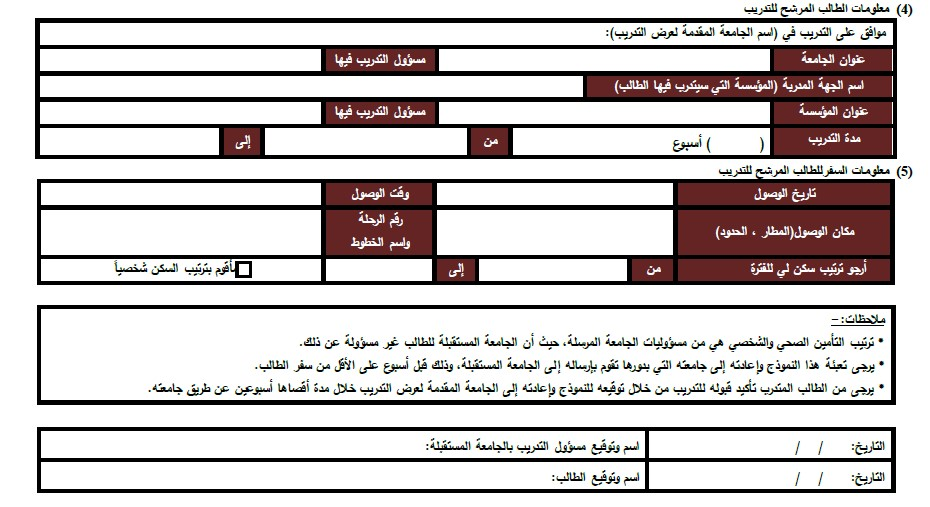 (4) معلومات الطالب المرشح للتدريب
موافق على التدريب في (اسم الجامعة المقدمة لعرض التدريب):
عنوان الجامعة مسؤول التدريب فيها
اسم الجهة المدربة (المؤسسة التي سيتدرب فيها الطالب)
عنوان المؤسسة مسؤول التدريب فيها
مدة التدريب ( ) أسبوع من إلى
(5) معلومات السفرللطالب المرشح للتدريب
تاريخ الوصول وقت الوصول
مكان الوصول(المطار ، الحدود) رقم الرحلة
واسم الخطوط
أرجو ترتيب سكن لي للفترة من إلى سأقوم بترتيب السكن شخصياً
ملاحظات:–
• ترتيب التأمين الصحي والشخصي هي من مسؤوليات الجامعة المرسلة، حيث أن الجامعة المستقبلة للطالب غير مسؤولة عن ذلك.
• يرجى تعبئة هذا النموذج وإعادته إلى جامعته التي بدورها تقوم بإرساله إلى الجامعة المستقبلة، وذلك قبل أسبوع على الأقل من سفر الطالب.
• يرجى من الطالب المتدرب تأكيد قبوله للتدريب من خلال توقيعه للنموذج وإعادته إلى الجامعة المقدمة لعرض التدريب خلال مدة أقصاها أسبوعين عن طريق جامعته.
التاريخ: / / اسم وتوقيع مسؤول التدريب بالجامعة المستقبلة:
التاريخ: / / اسم وتوقيع الطالب: